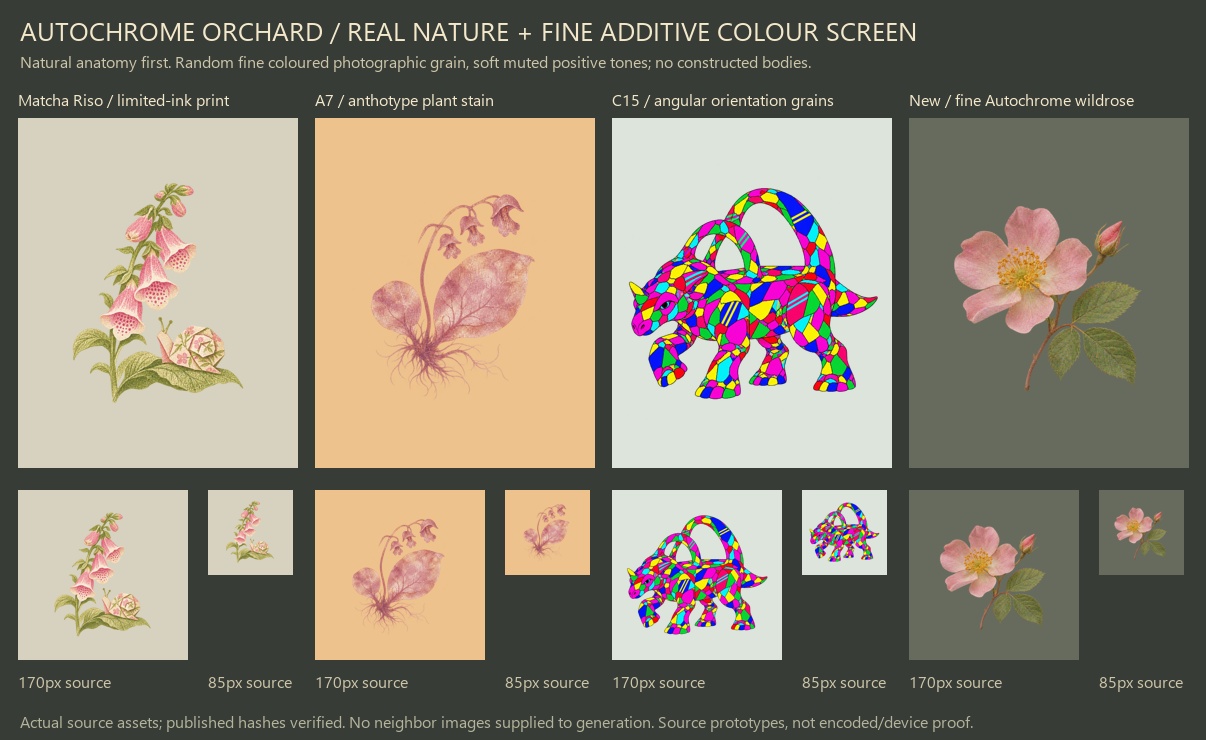 AUTOCHROME ORCHARD / REAL NATURE + FINE ADDITIVE COLOUR SCREEN
Natural anatomy first. Random fine coloured photographic grain, soft muted positive tones; no constructed bodies.
Matcha Riso / limited-ink print
A7 / anthotype plant stain
C15 / angular orientation grains
New / fine Autochrome wildrose
170px source
85px source
170px source
85px source
170px source
85px source
170px source
85px source
Actual source assets; published hashes verified. No neighbor images supplied to generation. Source prototypes, not encoded/device proof.